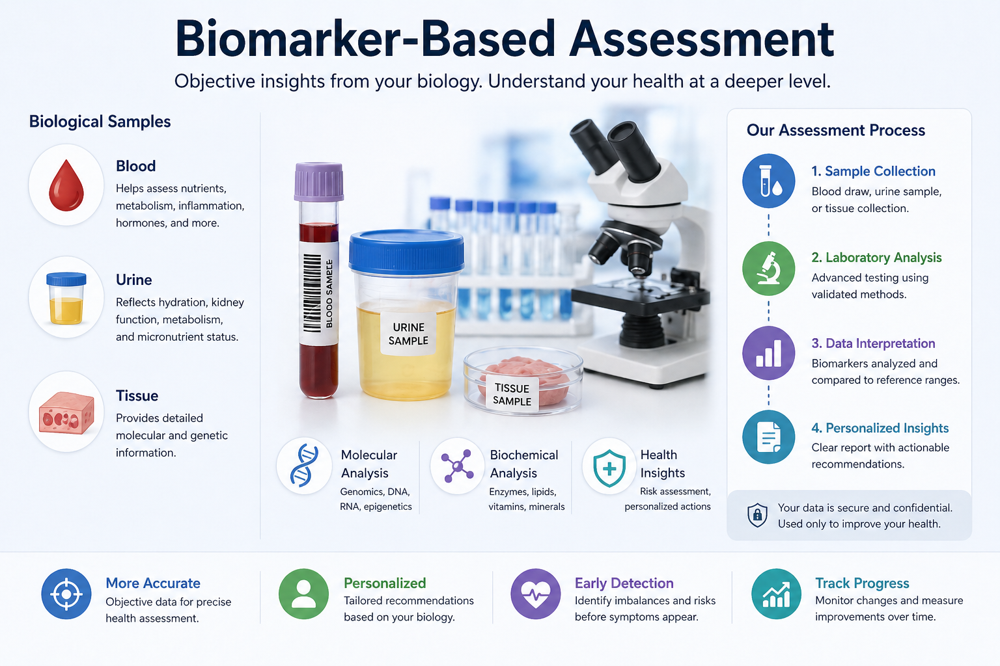 Biomarker-Based Assessment
Objective insights from your biology. Understand your health at a deeper level.
Biological Samples
Blood
Helps assess nutrients,
metabolism, inflammation,
hormones, and more.
Urine
Reflects hydration, kidney
function, metabolism,
and micronutrient status.
Tissue
Provides detailed
molecular and genetic
information.
BLOOD SAMPLE
URINE
SAMPLE
TISSUE
SAMPLE
Molecular
Analysis
Genomics, DNA,
RNA, epigenetics
Biochemical
Analysis
Enzymes, lipids,
vitamins, minerals
Health
Insights
Risk assessment,
personalized actions
Our Assessment Process
1. Sample Collection
Blood draw, urine sample,
or tissue collection.
2. Laboratory Analysis
Advanced testing using
validated methods.
3. Data Interpretation
Biomarkers analyzed and
compared to reference ranges.
4. Personalized Insights
Clear report with actionable
recommendations.
Your data is secure and confidential.
Used only to improve your health.
More Accurate
Objective data for precise
health assessment.
Personalized
Tailored recommendations
based on your biology.
Early Detection
Identify imbalances and risks
before symptoms appear.
Track Progress
Monitor changes and measure
improvements over time.